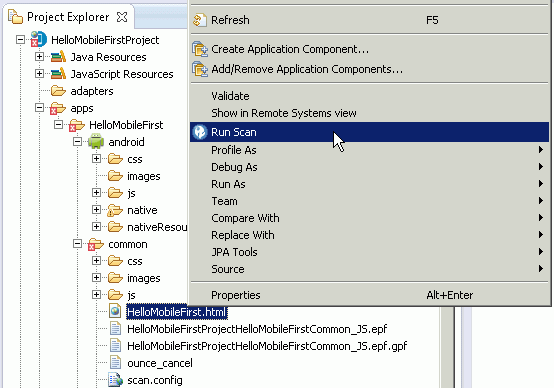 Project Explorer
HelloMobileFirstProject
Java Resources
JavaScript Resources
adapters
apps
HelloMobileFirst
android
css
images
js
native
nativeResou
common
css
images
js
HelloMobileFirst.html
HelloMobileFirstProjectHelloMobileFirstCommon_JS.epf
HelloMobileFirstProjectHelloMobileFirstCommon_JS.epf.gpf
ounce_cancel
scan.config
Refresh F5
Create Application Component...
Add/Remove Application Components...
Validate
Show in Remote Systems view
Run Scan
Profile As
Debug As
Run As
Team
Compare With
Replace With
JPA Tools
Source
Properties Alt+Enter